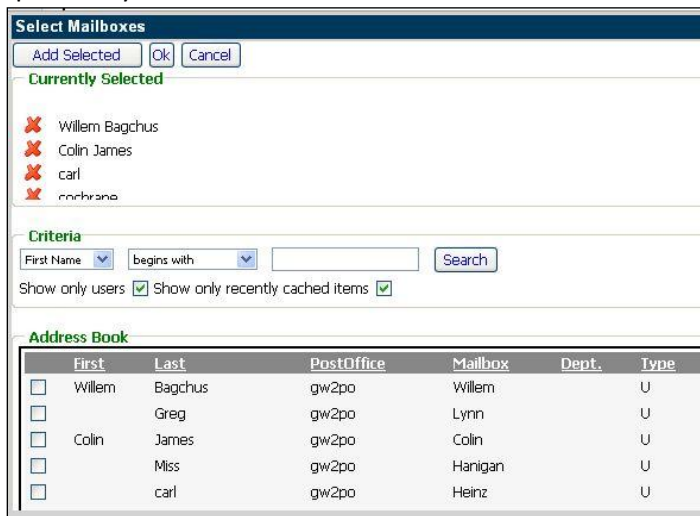 Select Mailboxes
Add Selected Ok Cancel
Currently Selected
Willem Bagchus
Colin James
carl
cochrane
Criteria
First Name begins with Search
Show only users Show only recently cached items
Address Book
First Last PostOffice Mailbox Dept. Type
Willem Bagchus gw2po Willem U
Greg gw2po Lynn U
Colin James gw2po Colin U
Miss gw2po Hanigan U
carl gw2po Heinz U